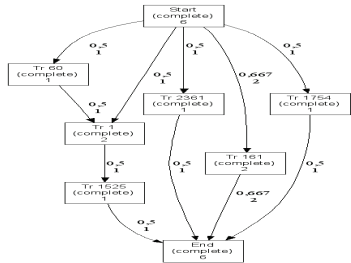 Start
(complete)
6
0,5
1
0,5
1
0,5
1
0,667
2
0,5
1
Tr 60
(complete)
1
Tr 2361
(complete)
1
Tr 1754
(complete)
1
0,5
1
Tr 1
(complete)
2
Tr 161
(complete)
2
0,5
1
0,5
1
0,5
1
Tr 1525
(complete)
1
0,667
2
0,5
1
End
(complete)
6